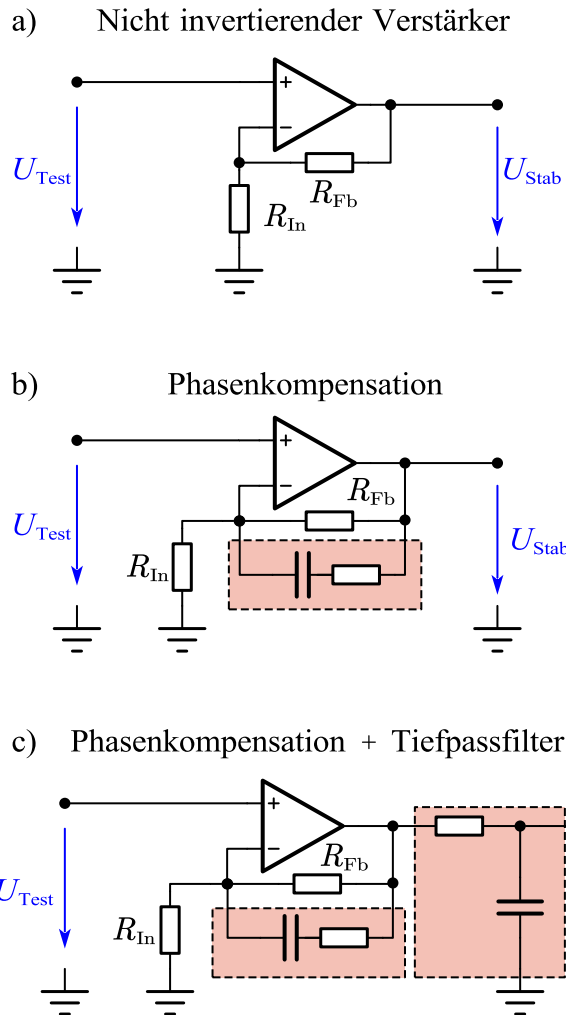 a) Nicht invertierender Verstärker
+
−
U_Test
R_Fb
R_In
U_Stab
b) Phasenkompensation
+
−
R_Fb
U_Test
R_In
U_Stab
c) Phasenkompensation + Tiefpassfilter
+
−
R_Fb
U_Test
R_In